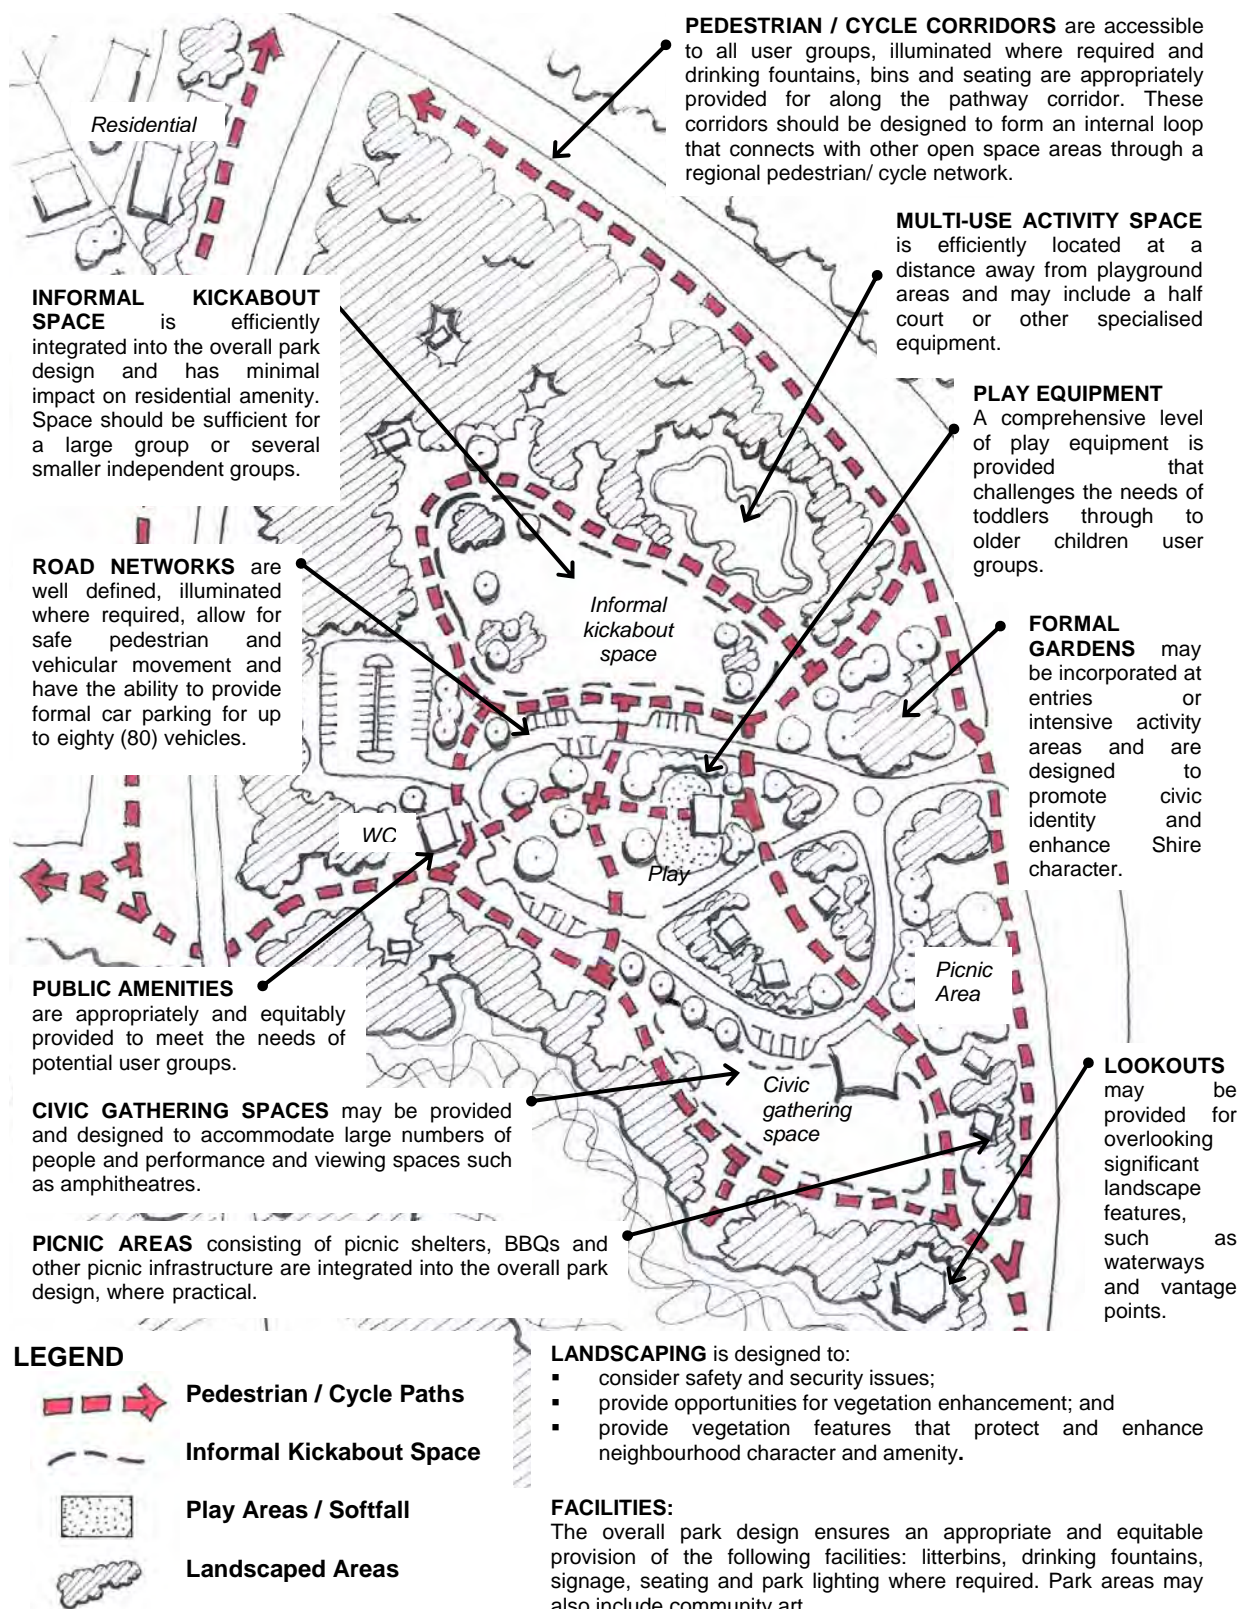 PEDESTRIAN / CYCLE CORRIDORS are accessible
to all user groups, illuminated where required and
drinking fountains, bins and seating are appropriately
provided for along the pathway corridor. These
corridors should be designed to form an internal loop
that connects with other open space areas through a
regional pedestrian/ cycle network.
Residential
MULTI-USE ACTIVITY SPACE
is efficiently located at a
distance away from playground
areas and may include a half
court or other specialised
equipment.
INFORMAL KICKABOUT
SPACE is efficiently
integrated into the overall park
design and has minimal
impact on residential amenity.
Space should be sufficient for
a large group or several
smaller independent groups.
PLAY EQUIPMENT
A comprehensive level
of play equipment is
provided that
challenges the needs of
toddlers through to
older children user
groups.
ROAD NETWORKS are
well defined, illuminated
where required, allow for
safe pedestrian and
vehicular movement and
have the ability to provide
formal car parking for up
to eighty (80) vehicles.
Informal
kickabout
space
FORMAL
GARDENS may
be incorporated at
entries or
intensive activity
areas and are
designed to
promote civic
identity and
enhance Shire
character.
WC
Play
Picnic
Area
PUBLIC AMENITIES
are appropriately and equitably
provided to meet the needs of
potential user groups.
CIVIC GATHERING SPACES may be provided
and designed to accommodate large numbers of
people and performance and viewing spaces such
as amphitheatres.
Civic
gathering
space
LOOKOUTS
may be
provided for
overlooking
significant
landscape
features,
such as
waterways
and vantage
points.
PICNIC AREAS consisting of picnic shelters, BBQs and
other picnic infrastructure are integrated into the overall park
design, where practical.
LEGEND
Pedestrian / Cycle Paths
Informal Kickabout Space
Play Areas / Softfall
Landscaped Areas
LANDSCAPING is designed to:
▪ consider safety and security issues;
▪ provide opportunities for vegetation enhancement; and
▪ provide vegetation features that protect and enhance
neighbourhood character and amenity.
FACILITIES:
The overall park design ensures an appropriate and equitable
provision of the following facilities: litterbins, drinking fountains,
signage, seating and park lighting where required. Park areas may
also include community art